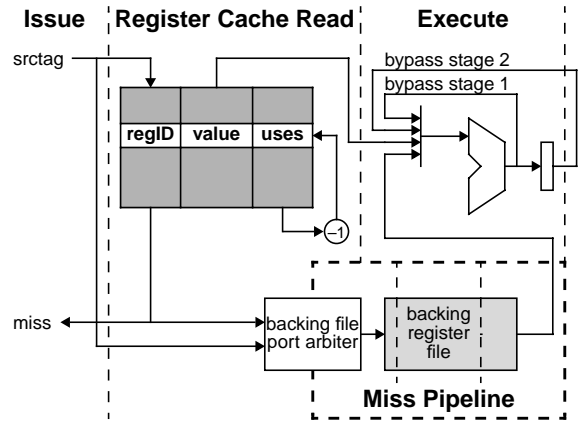 Issue
Register Cache Read
Execute
srctag
bypass stage 2
bypass stage 1
regID
value
uses
–1
miss
backing file
port arbiter
backing
register
file
Miss Pipeline